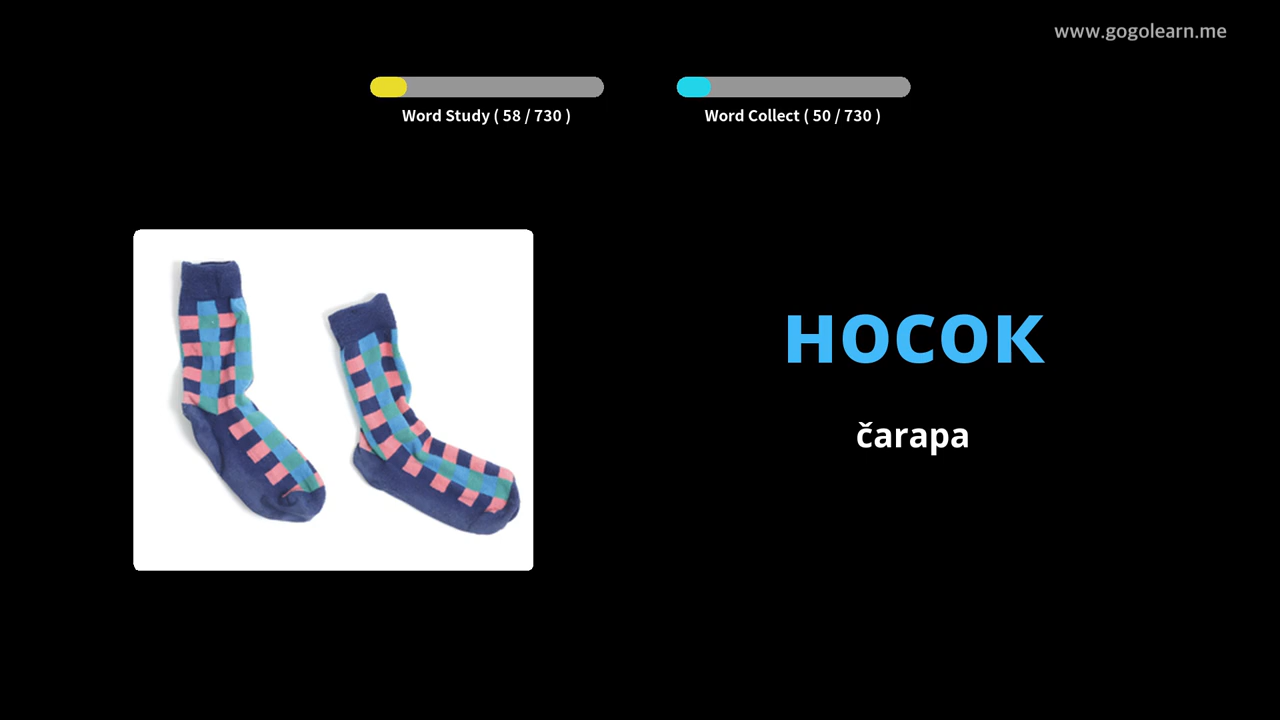 www.gogolearn.me
Word Study ( 58 / 730 )
Word Collect ( 50 / 730 )
носок
čarapa